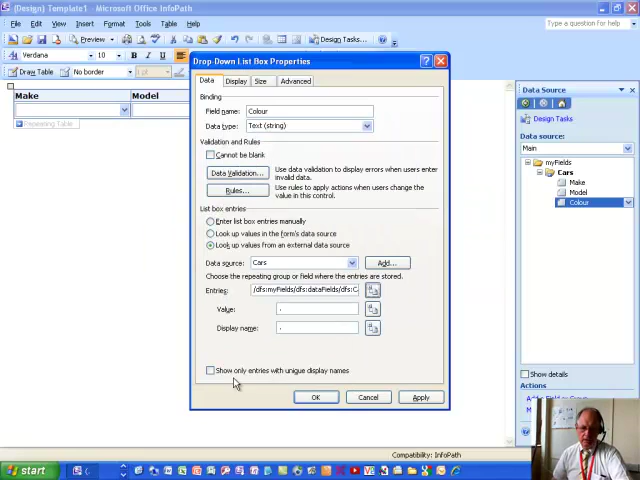 (Design) Template1 - Microsoft Office InfoPath
File Edit View Insert Format Tools Table Help
Type a question for help
Preview
Design Tasks...
Verdana 10 B I U
Draw Table No border 1 pt
Make Model
Repeating Table
Drop-Down List Box Properties
Data Display Size Advanced
Binding
Field name: Colour
Data type: Text (string)
Validation and Rules
Cannot be blank
Data Validation... Use data validation to display errors when users enter
invalid data.
Rules... Use rules to apply actions when users change the
value in this control.
List box entries
Enter list box entries manually
Look up values in the form's data source
Look up values from an external data source
Data source: Cars Add...
Choose the repeating group or field where the entries are stored.
Entries: /dfs:myFields/dfs:dataFields/dfs:C
Value: .
Display name: .
Show only entries with unique display names
OK Cancel Apply
Data Source
Design Tasks
Data source:
Main
myFields
Cars
Make
Model
Colour
Show details
Actions
Compatibility: InfoPath
start